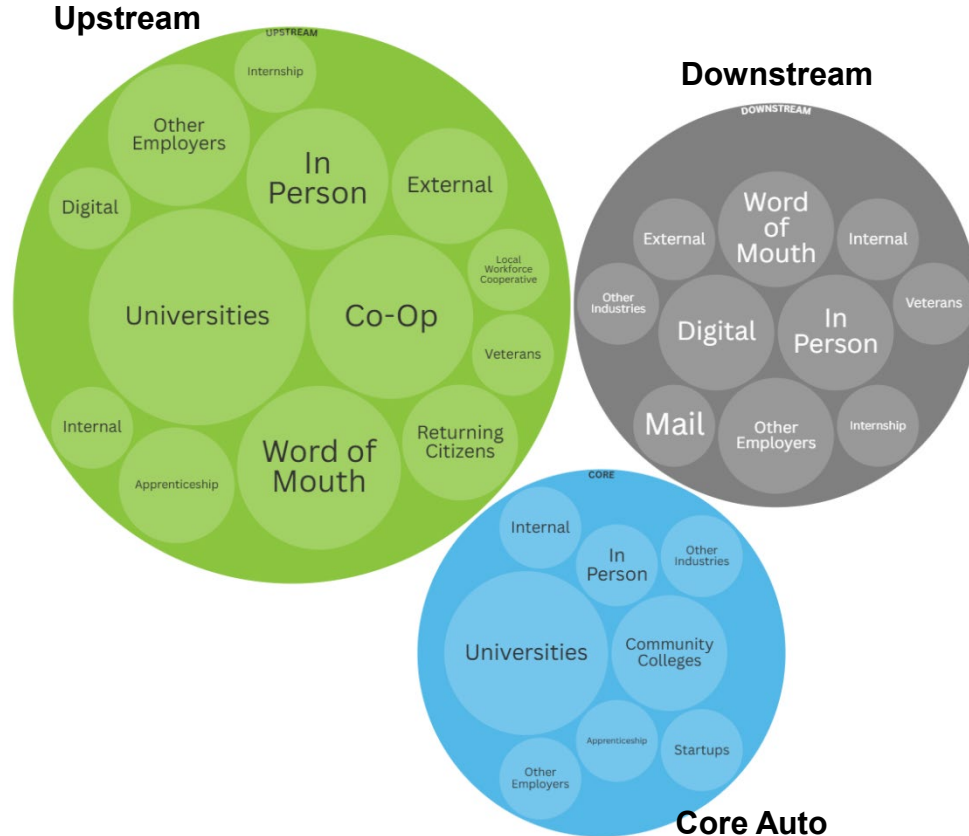 Upstream
UPSTREAM
Internship
Other
Employers
In
Person
External
Digital
Local
Workforce
Cooperative
Universities
Co-Op
Veterans
Internal
Word of
Mouth
Returning
Citizens
Apprenticeship
Downstream
DOWNSTREAM
Word
of
Mouth
External
Internal
Other
Industries
Veterans
Digital
In
Person
Mail
Other
Employers
Internship
CORE
Internal
In
Person
Other
Industries
Universities
Community
Colleges
Apprenticeship
Startups
Other
Employers
Core Auto